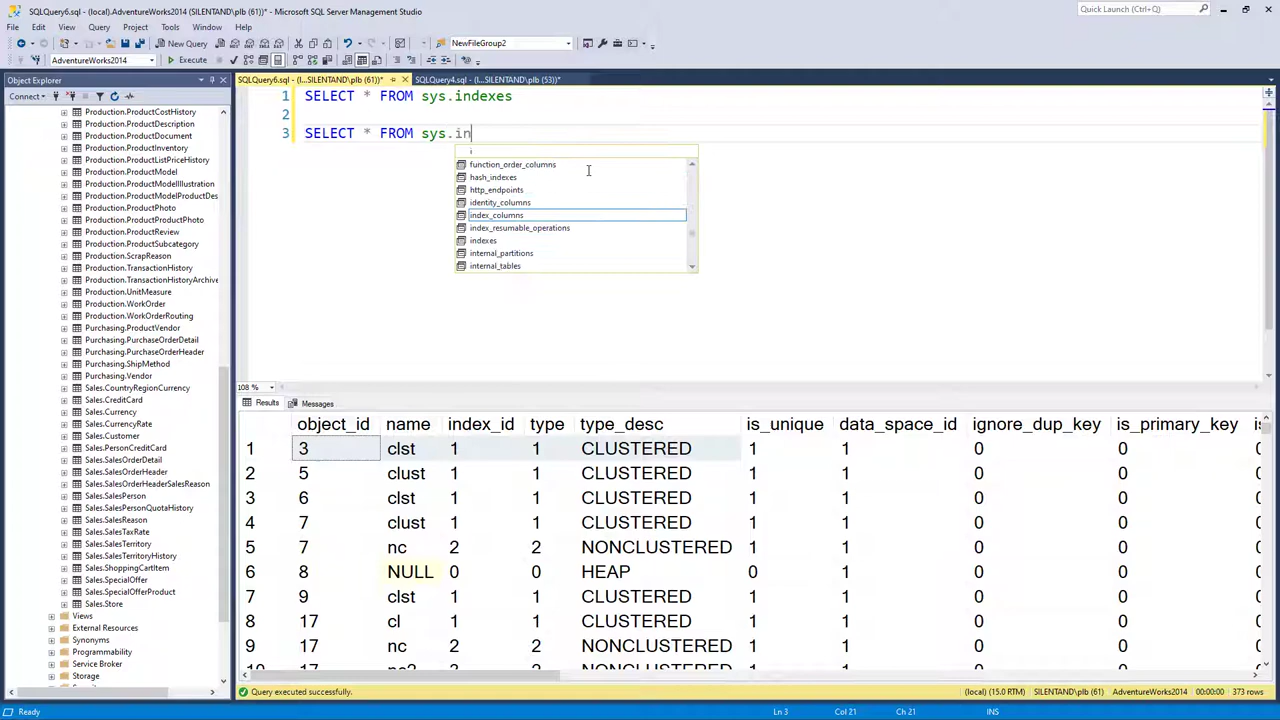 SQLQuery6.sql - (local).AdventureWorks2014 (SILENTAND\plb (61))* - Microsoft SQL Server Management Studio
Quick Launch (Ctrl+Q)
File Edit View Query Project Tools Window Help
New Query
NewFileGroup2
AdventureWorks2014
Execute
Object Explorer
SQLQuery6.sql - (l...SILENTAND\plb (61))*
SQLQuery4.sql - (l...SILENTAND\plb (53))*
Connect
Production.ProductCostHistory
Production.ProductDescription
Production.ProductDocument
Production.ProductInventory
Production.ProductListPriceHistory
Production.ProductModel
Production.ProductModelIllustration
Production.ProductModelProductDes
Production.ProductPhoto
Production.ProductProductPhoto
Production.ProductReview
Production.ProductSubcategory
Production.ScrapReason
Production.TransactionHistory
Production.TransactionHistoryArchive
Production.UnitMeasure
Production.WorkOrder
Production.WorkOrderRouting
Purchasing.ProductVendor
Purchasing.PurchaseOrderDetail
Purchasing.PurchaseOrderHeader
Purchasing.ShipMethod
Purchasing.Vendor
Sales.CountryRegionCurrency
Sales.CreditCard
Sales.Currency
Sales.CurrencyRate
Sales.Customer
Sales.PersonCreditCard
Sales.SalesOrderDetail
Sales.SalesOrderHeader
Sales.SalesOrderHeaderSalesReason
Sales.SalesPerson
Sales.SalesPersonQuotaHistory
Sales.SalesReason
Sales.SalesTaxRate
Sales.SalesTerritory
Sales.SalesTerritoryHistory
Sales.ShoppingCartItem
Sales.SpecialOffer
Sales.SpecialOfferProduct
Sales.Store
Views
External Resources
Synonyms
Programmability
Service Broker
Storage
1 SELECT * FROM sys.indexes
2
3 SELECT * FROM sys.in
i
function_order_columns
hash_indexes
http_endpoints
identity_columns
index_columns
index_resumable_operations
indexes
internal_partitions
internal_tables
108 %
Results Messages
object_id name index_id type type_desc is_unique data_space_id ignore_dup_key is_primary_key is
1 3 clst 1 1 CLUSTERED 1 1 0 0 0
2 5 clust 1 1 CLUSTERED 1 1 0 0 0
3 6 clst 1 1 CLUSTERED 1 1 0 0 0
4 7 clust 1 1 CLUSTERED 1 1 0 0 0
5 7 nc 2 2 NONCLUSTERED 1 1 0 0 0
6 8 NULL 0 0 HEAP 0 1 0 0 0
7 9 clst 1 1 CLUSTERED 1 1 0 0 0
8 17 cl 1 1 CLUSTERED 1 1 0 0 0
9 17 nc 2 2 NONCLUSTERED 1 1 0 0 0
Query executed successfully.
(local) (15.0 RTM) SILENTAND\plb (61) AdventureWorks2014 00:00:00 373 rows
Ready
Ln 3 Col 21 Ch 21 INS